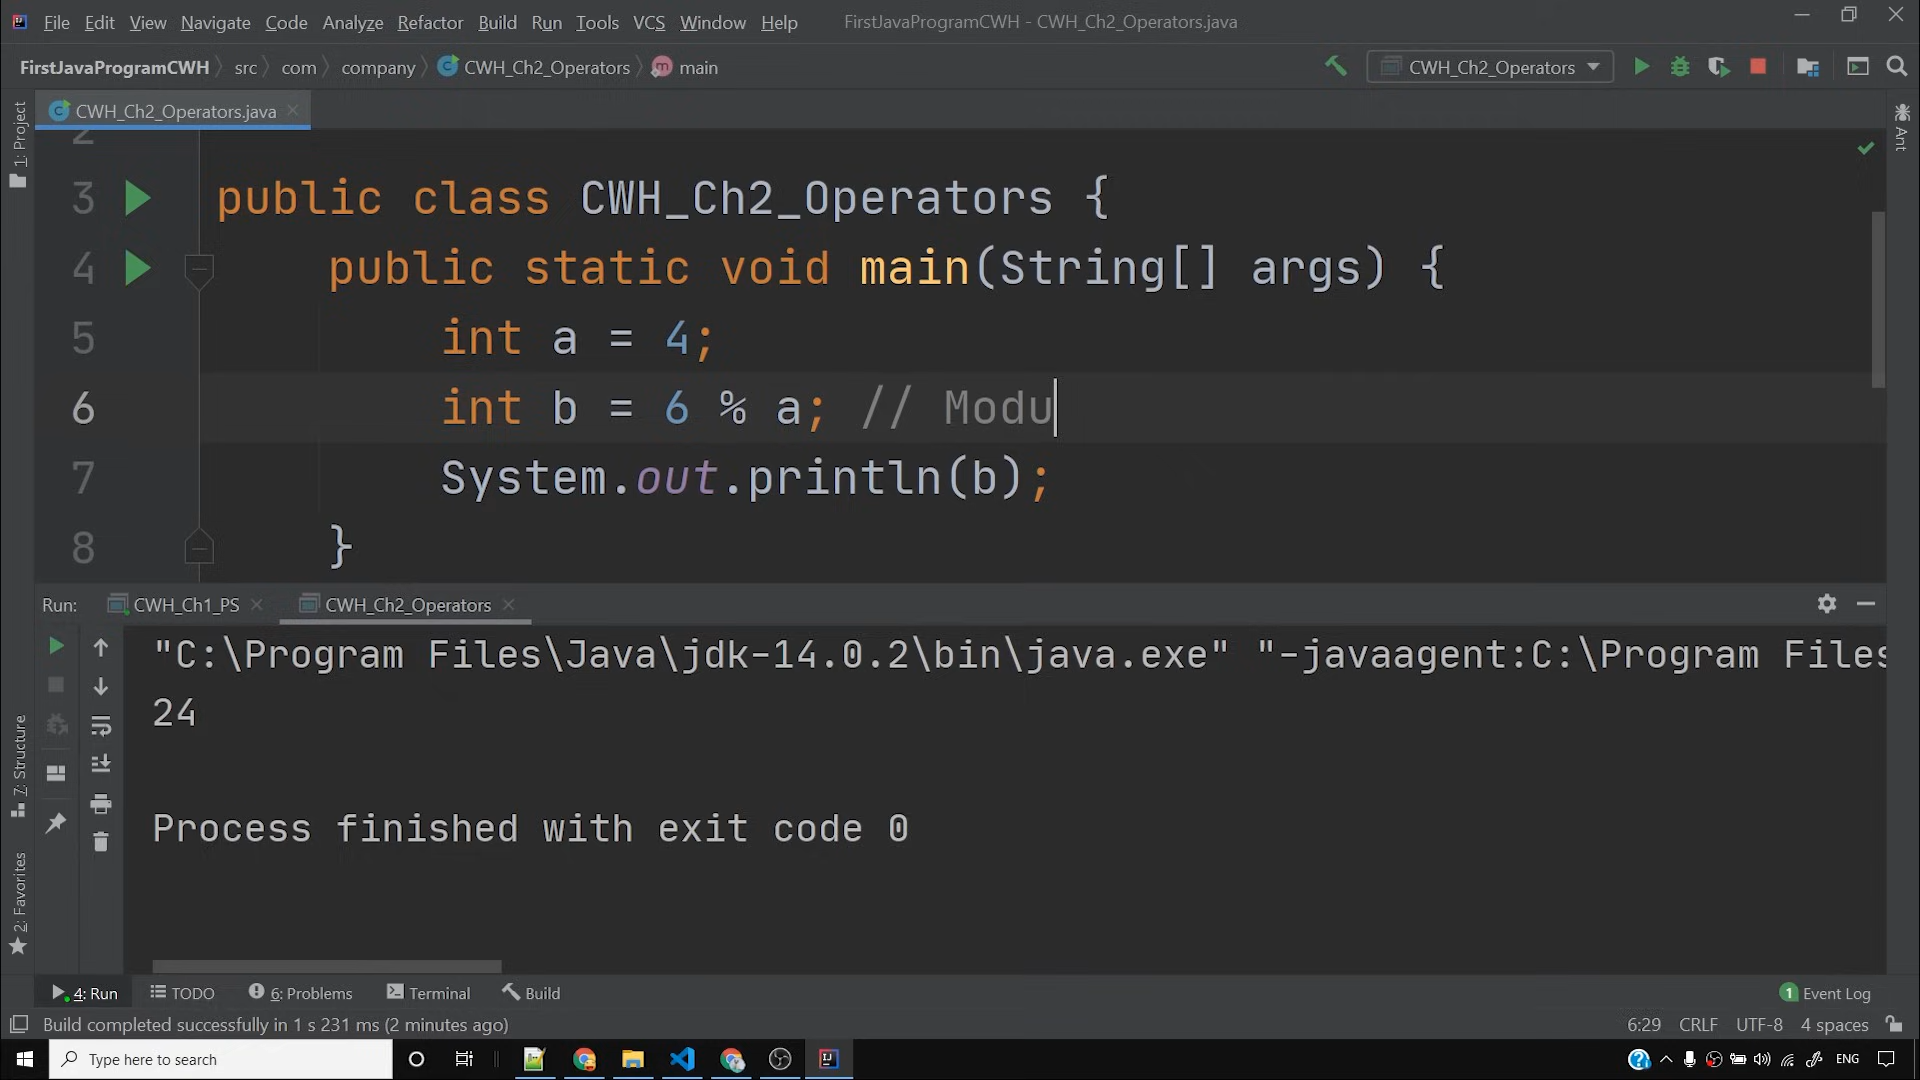 File Edit View Navigate Code Analyze Refactor Build Run Tools VCS Window Help FirstJavaProgramCWH - CWH_Ch2_Operators.java
FirstJavaProgramCWH src com company CWH_Ch2_Operators main CWH_Ch2_Operators
CWH_Ch2_Operators.java
1: Project
Ant
2
3 public class CWH_Ch2_Operators {
4 public static void main(String[] args) {
5 int a = 4;
6 int b = 6 % a; // Modu
7 System.out.println(b);
8 }
Run: CWH_Ch1_PS CWH_Ch2_Operators
"C:\Program Files\Java\jdk-14.0.2\bin\java.exe" "-javaagent:C:\Program Files
24
Process finished with exit code 0
7: Structure
2: Favorites
4: Run TODO 6: Problems Terminal Build 1 Event Log
Build completed successfully in 1 s 231 ms (2 minutes ago) 6:29 CRLF UTF-8 4 spaces
Type here to search ENG